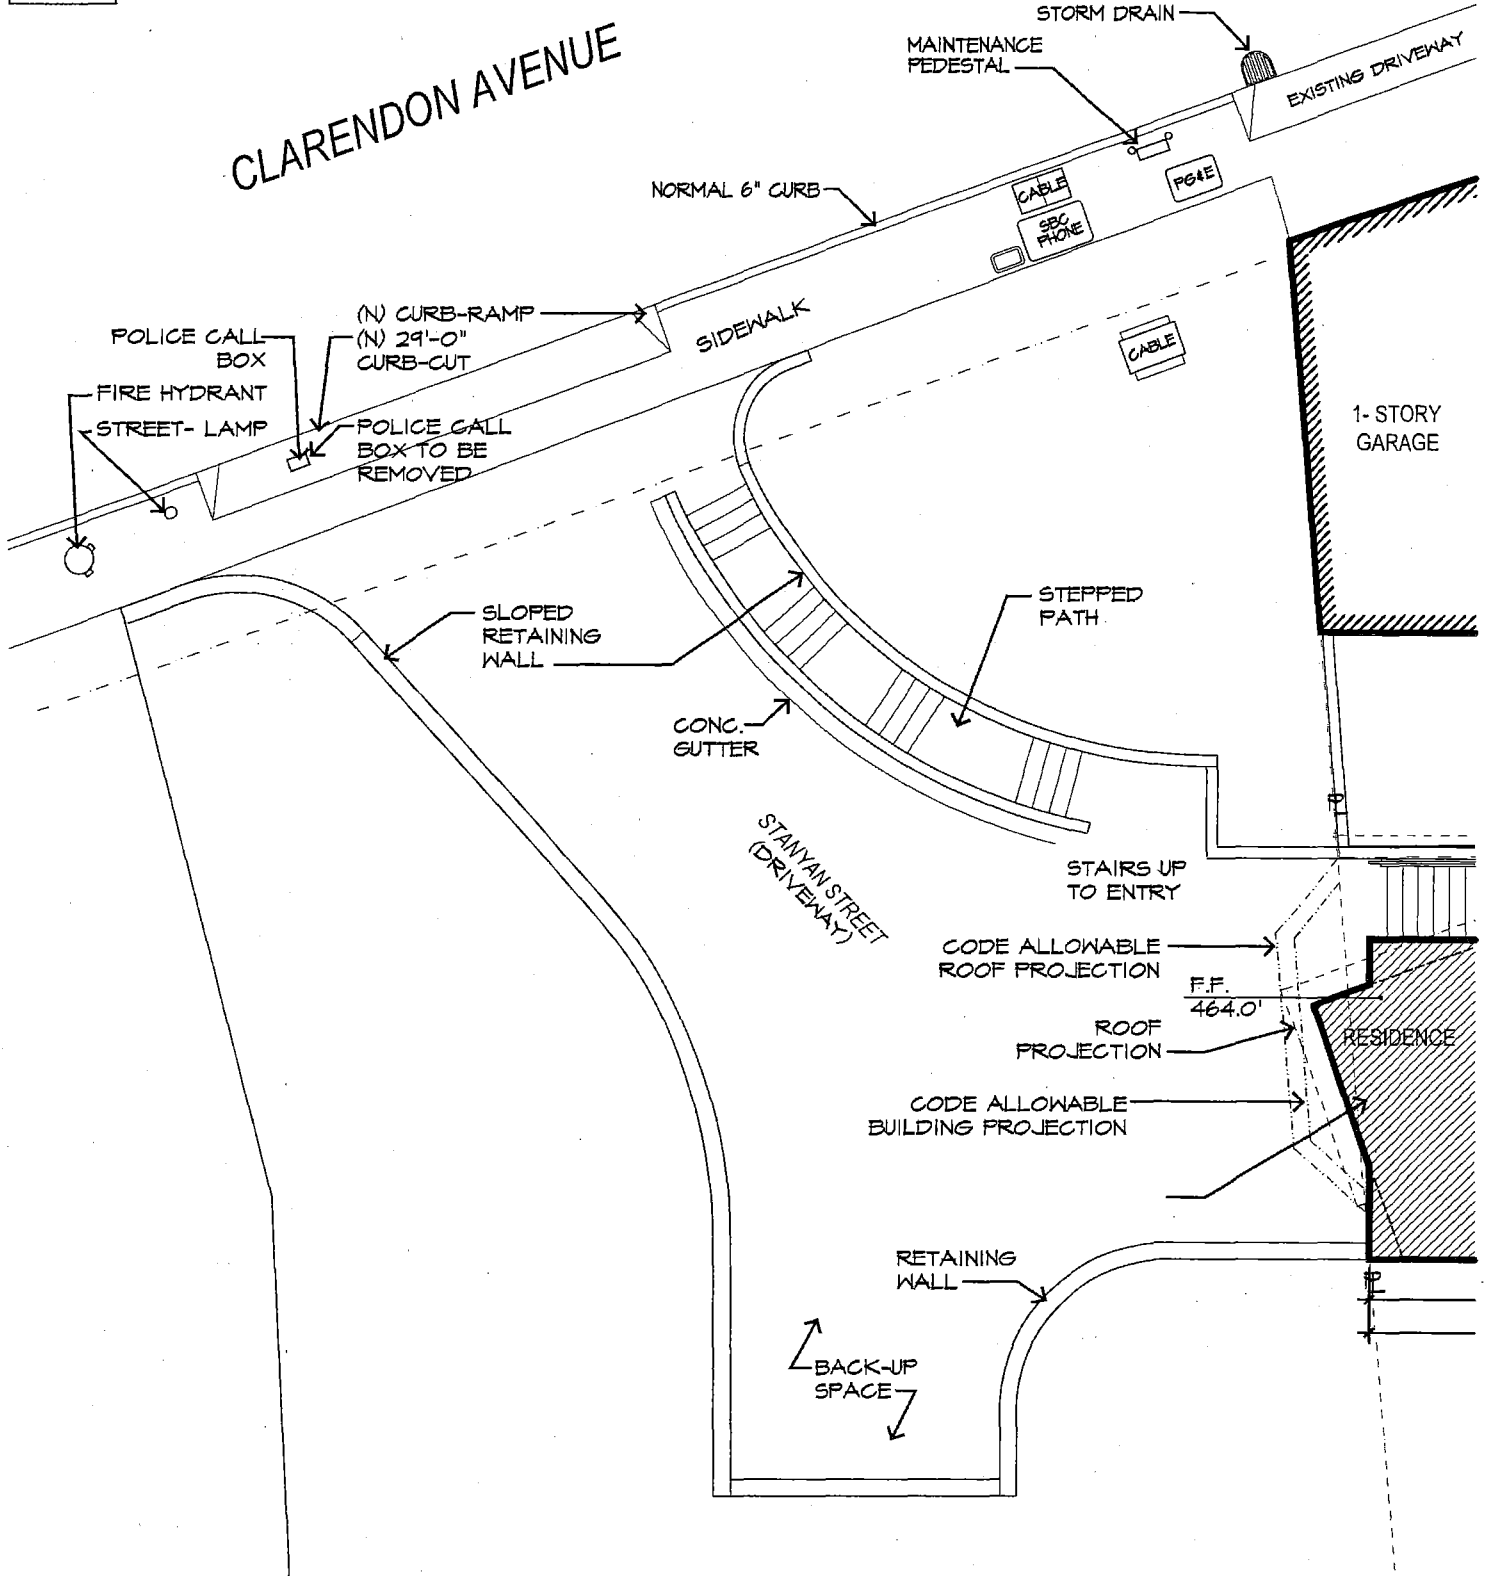 STORM DRAIN
MAINTENANCE
PEDESTAL
EXISTING DRIVEWAY
CLARENDON AVENUE
NORMAL 6" CURB
CABLE
PG&E
SBC
PHONE
(N) CURB-RAMP
(N) 29'-0"
CURB-CUT
SIDEWALK
POLICE CALL
BOX
CABLE
FIRE HYDRANT
STREET- LAMP
POLICE CALL
BOX TO BE
REMOVED
1- STORY
GARAGE
SLOPED
RETAINING
WALL
STEPPED
PATH
CONC.
GUTTER
STANYAN STREET
(DRIVEWAY)
STAIRS UP
TO ENTRY
CODE ALLOWABLE
ROOF PROJECTION
F.F.
464.0'
ROOF
PROJECTION
RESIDENCE
CODE ALLOWABLE
BUILDING PROJECTION
RETAINING
WALL
BACK-UP
SPACE